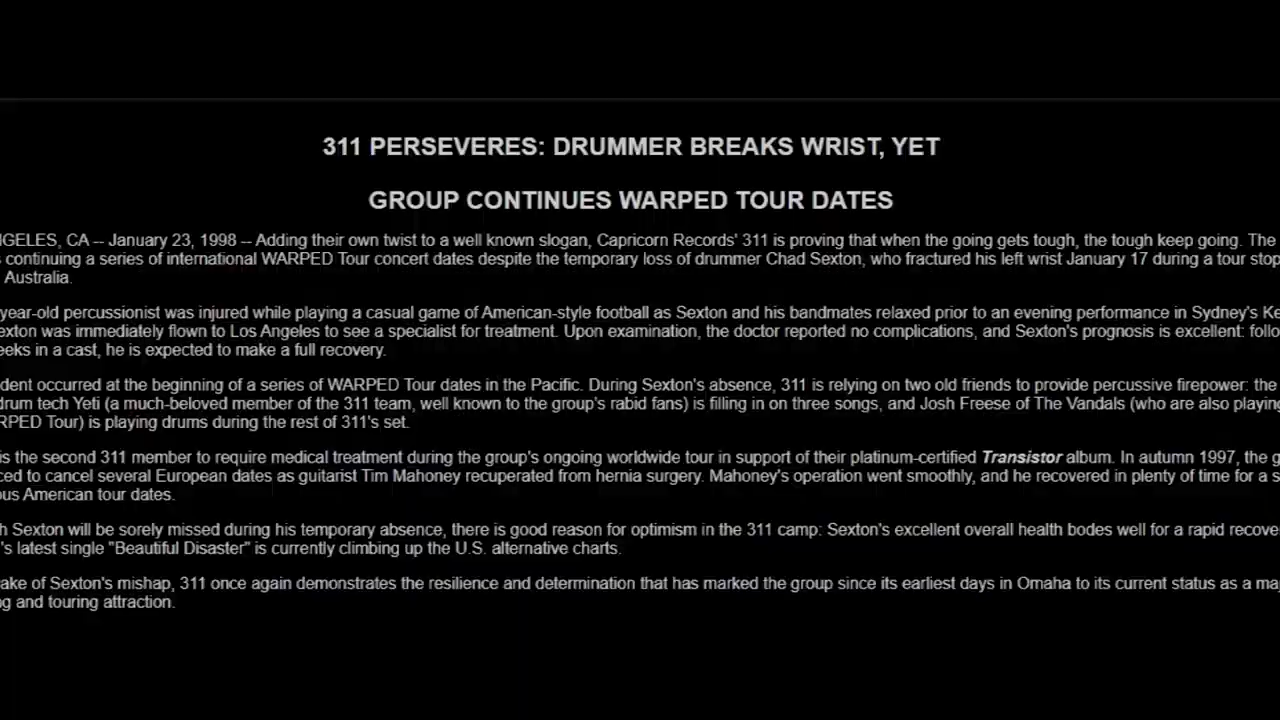 311 PERSEVERES: DRUMMER BREAKS WRIST, YET
GROUP CONTINUES WARPED TOUR DATES
NGELES, CA -- January 23, 1998 -- Adding their own twist to a well known slogan, Capricorn Records' 311 is proving that when the going gets tough, the tough keep going. The
s continuing a series of international WARPED Tour concert dates despite the temporary loss of drummer Chad Sexton, who fractured his left wrist January 17 during a tour stop
Australia.
year-old percussionist was injured while playing a casual game of American-style football as Sexton and his bandmates relaxed prior to an evening performance in Sydney's Ke
exton was immediately flown to Los Angeles to see a specialist for treatment. Upon examination, the doctor reported no complications, and Sexton's prognosis is excellent: follo
eeks in a cast, he is expected to make a full recovery.
dent occurred at the beginning of a series of WARPED Tour dates in the Pacific. During Sexton's absence, 311 is relying on two old friends to provide percussive firepower: the
drum tech Yeti (a much-beloved member of the 311 team, well known to the group's rabid fans) is filling in on three songs, and Josh Freese of The Vandals (who are also playing
RPED Tour) is playing drums during the rest of 311's set.
is the second 311 member to require medical treatment during the group's ongoing worldwide tour in support of their platinum-certified Transistor album. In autumn 1997, the g
ced to cancel several European dates as guitarist Tim Mahoney recuperated from hernia surgery. Mahoney's operation went smoothly, and he recovered in plenty of time for a s
ous American tour dates.
h Sexton will be sorely missed during his temporary absence, there is good reason for optimism in the 311 camp: Sexton's excellent overall health bodes well for a rapid recove
's latest single "Beautiful Disaster" is currently climbing up the U.S. alternative charts.
ake of Sexton's mishap, 311 once again demonstrates the resilience and determination that has marked the group since its earliest days in Omaha to its current status as a maj
g and touring attraction.